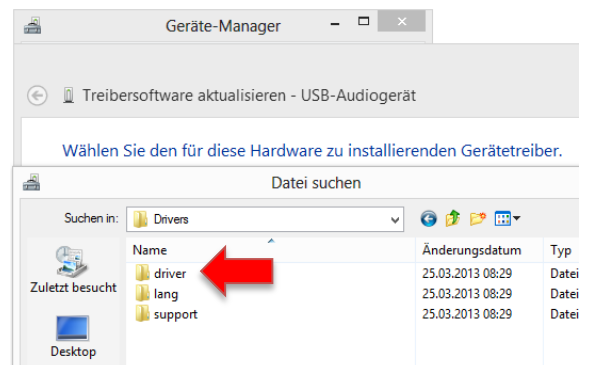 Geräte-Manager
Treibersoftware aktualisieren - USB-Audiogerät
Wählen Sie den für diese Hardware zu installierenden Gerätetreiber.
Datei suchen
Suchen in: Drivers
Name Änderungsdatum Typ
driver 25.03.2013 08:29 Datei
lang 25.03.2013 08:29 Datei
support 25.03.2013 08:29 Datei
Zuletzt besucht
Desktop